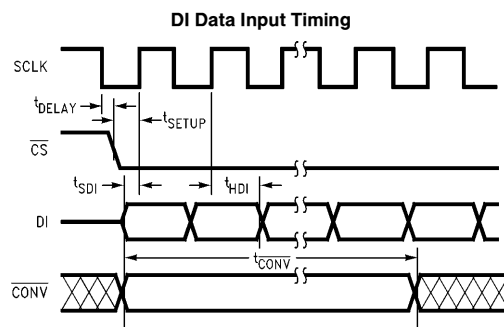 DI Data Input Timing
SCLK
tDELAY
tSETUP
CS
tSDI
tHDI
DI
tCONV
CONV